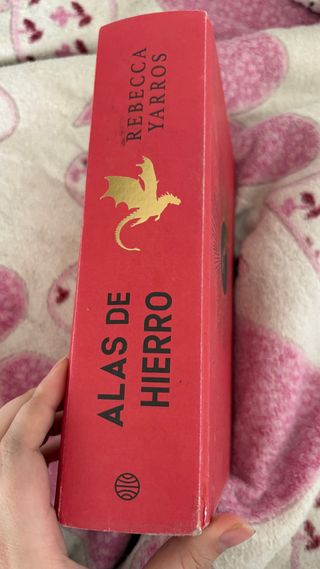 REBECCA
YARROS
ALAS DE
HIERRO